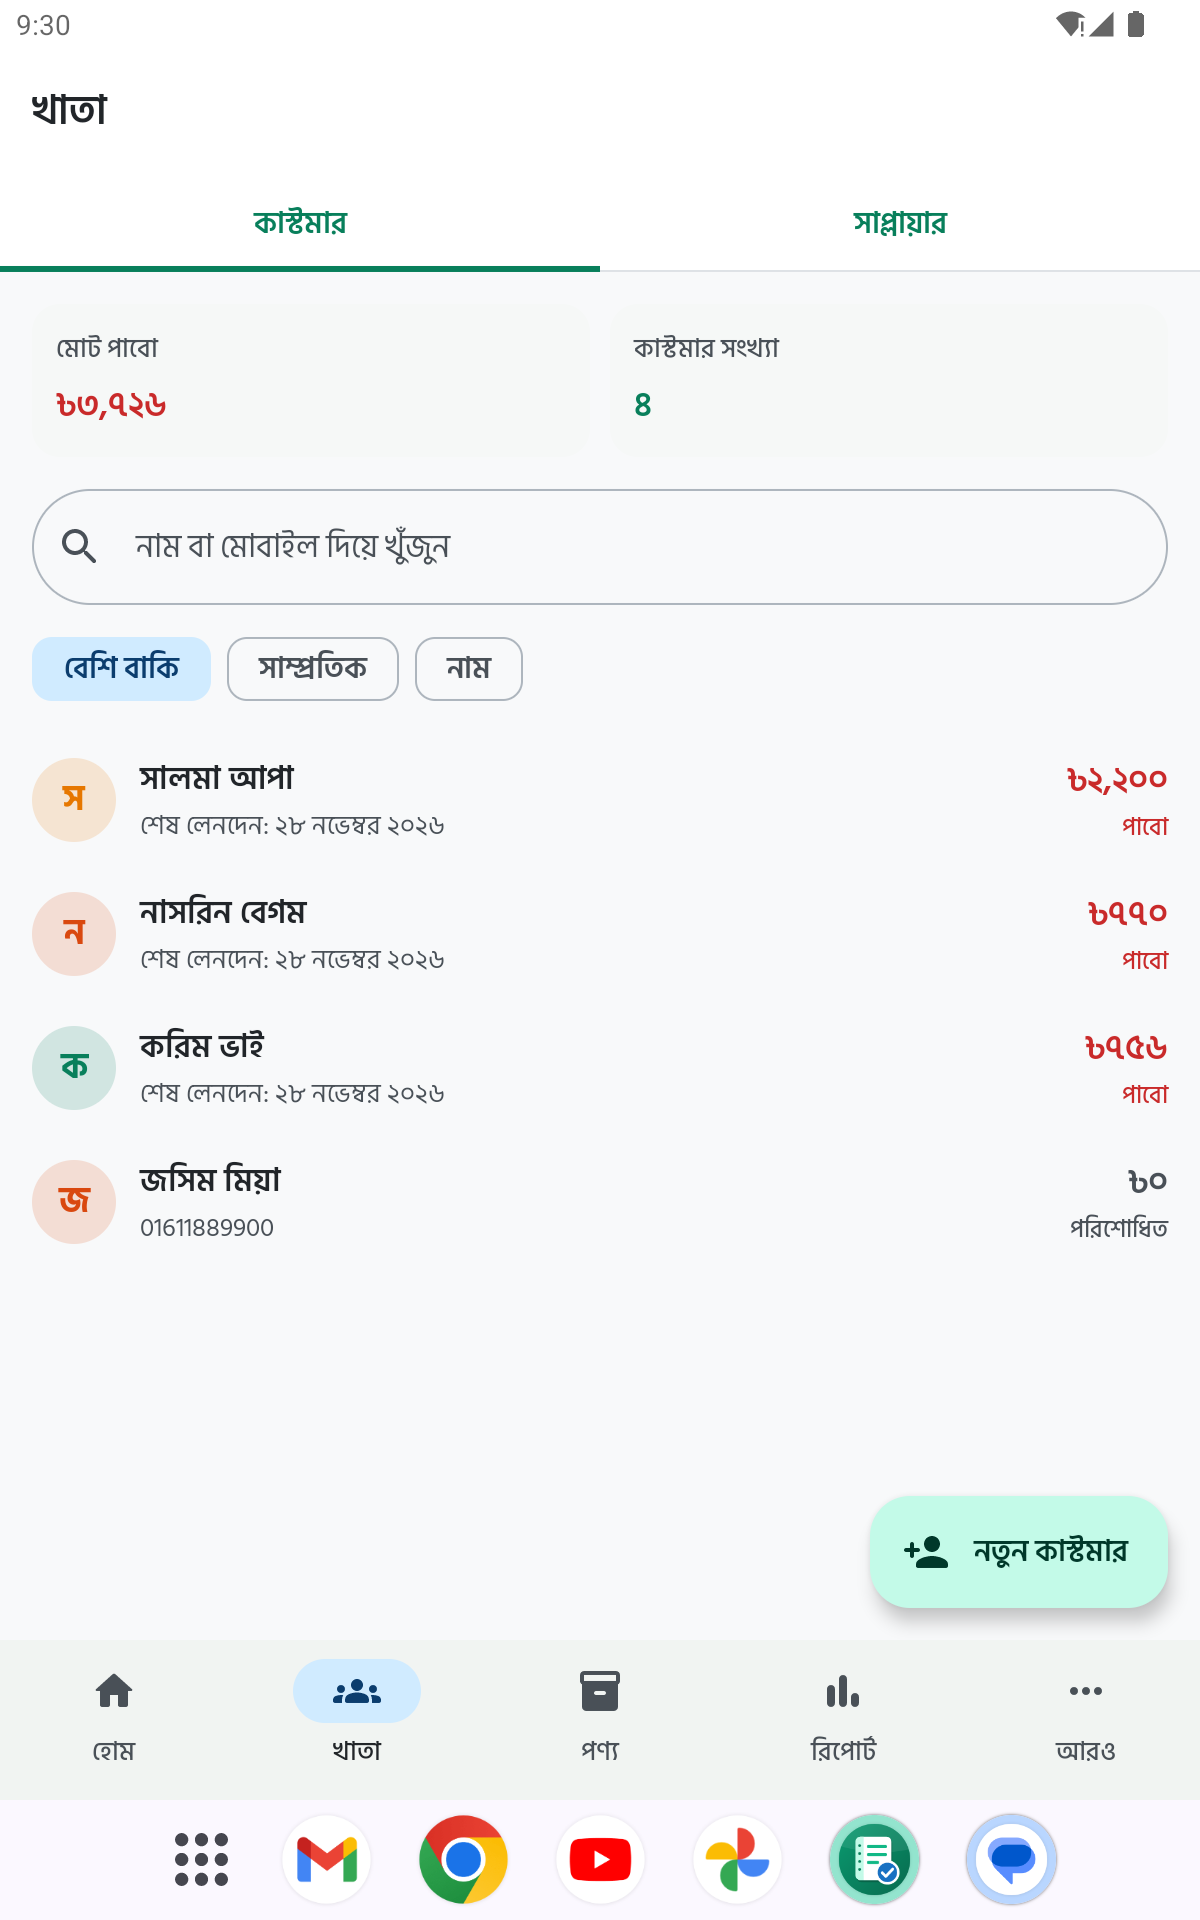 9:30
খাতা
কাস্টমার
সাপ্লায়ার
মোট পাবো
৳৩,৭২৬
কাস্টমার সংখ্যা
৪
নাম বা মোবাইল দিয়ে খুঁজুন
বেশি বাকি
সাম্প্রতিক
নাম
স
সালমা আপা
শেষ লেনদেন: ২৮ নভেম্বর ২০২৬
৳২,২০০
পাবো
ন
নাসরিন বেগম
শেষ লেনদেন: ২৮ নভেম্বর ২০২৬
৳৭৭০
পাবো
ক
করিম ভাই
শেষ লেনদেন: ২৮ নভেম্বর ২০২৬
৳৭৫৬
পাবো
জ
জসিম মিয়া
01611889900
৳০
পরিশোধিত
নতুন কাস্টমার
হোম
খাতা
পণ্য
রিপোর্ট
আরও